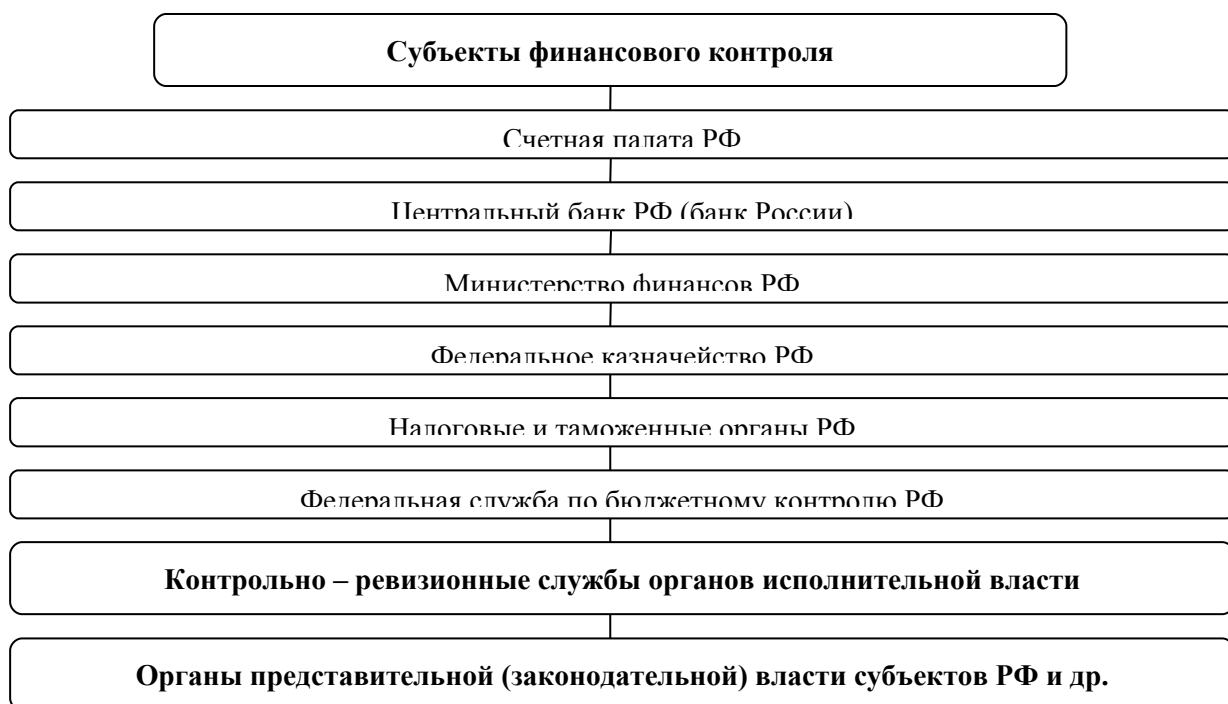 Субъекты финансового контроля
Счетная палата РФ
Центральный банк РФ (банк России)
Министерство финансов РФ
Федеральное казначейство РФ
Налоговые и таможенные органы РФ
Федеральная служба по бюджетному контролю РФ
Контрольно – ревизионные службы органов исполнительной власти
Органы представительной (законодательной) власти субъектов РФ и др.